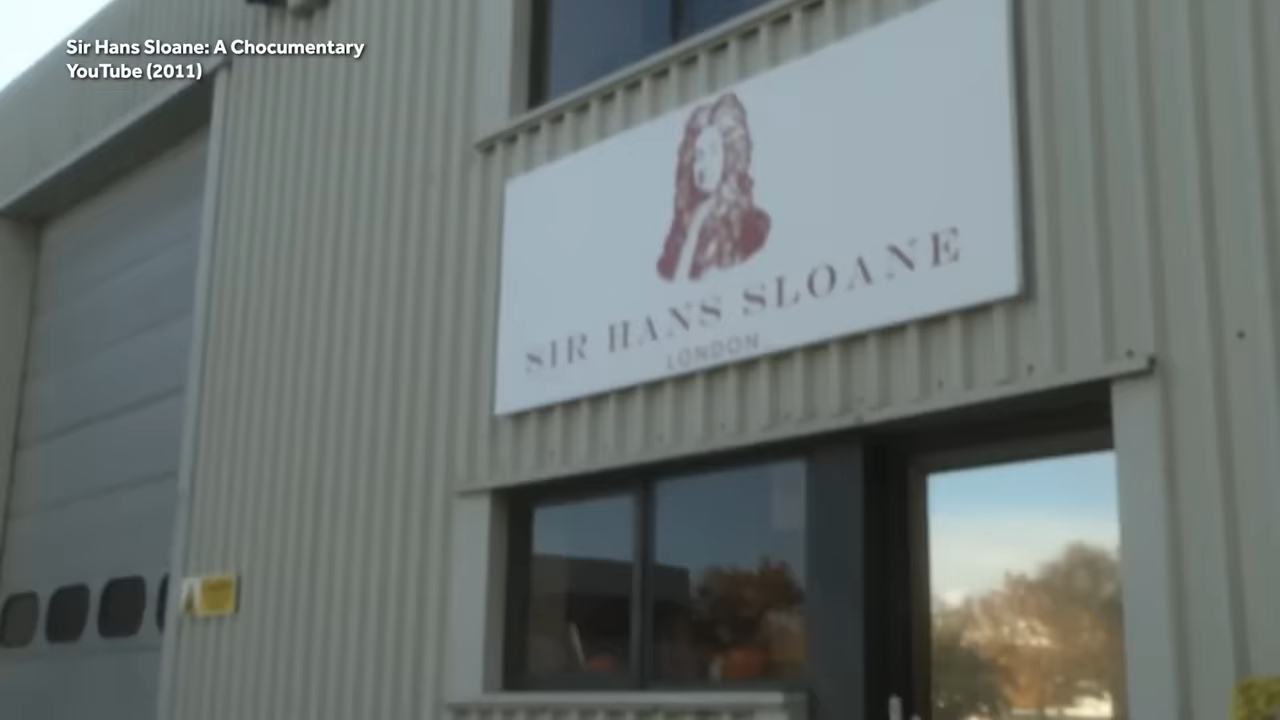 Sir Hans Sloane: A Chocumentary
YouTube (2011)
SIR HANS SLOANE
LONDON